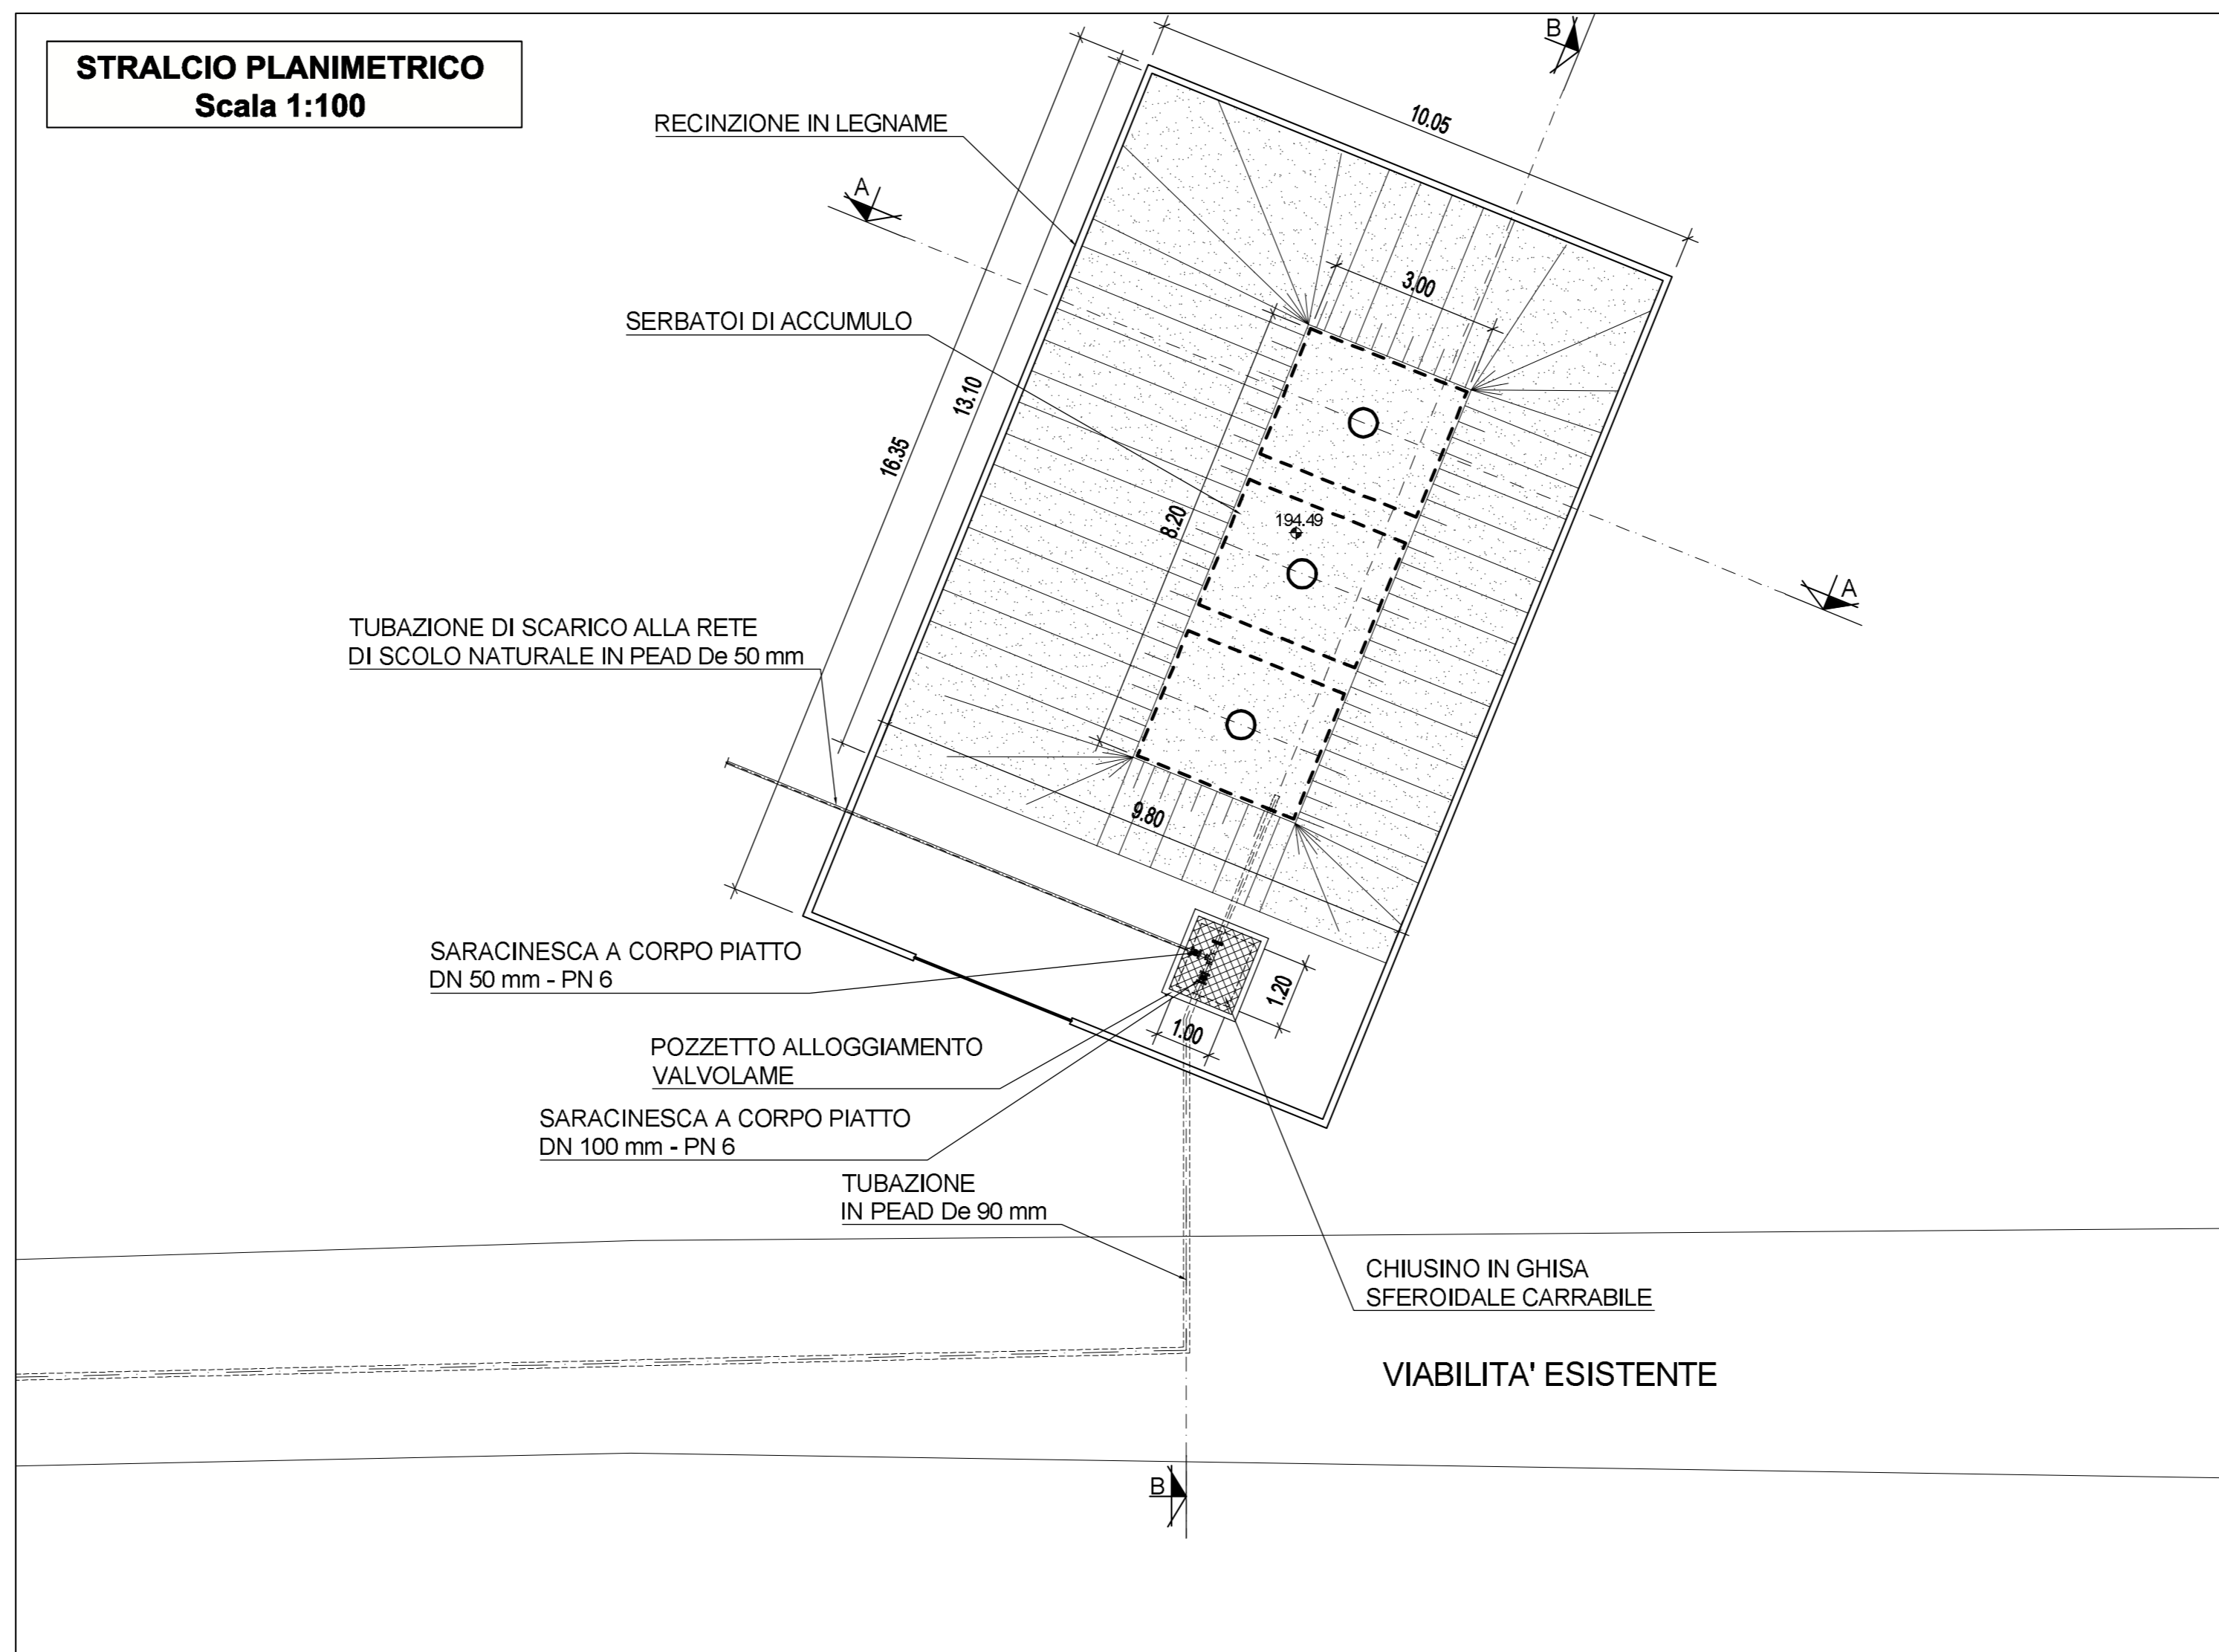 STRALCIO PLANIMETRICO
Scala 1:100
B
10.05
RECINZIONE IN LEGNAME
A
3.00
SERBATOI DI ACCUMULO
13.10
16.35
8.20
194.49
A
TUBAZIONE DI SCARICO ALLA RETE
DI SCOLO NATURALE IN PEAD De 50 mm
9.80
SARACINESCA A CORPO PIATTO
DN 50 mm - PN 6
1.20
1.00
POZZETTO ALLOGGIAMENTO
VALVOLAME
SARACINESCA A CORPO PIATTO
DN 100 mm - PN 6
TUBAZIONE
IN PEAD De 90 mm
CHIUSINO IN GHISA
SFEROIDALE CARRABILE
VIABILITA' ESISTENTE
B